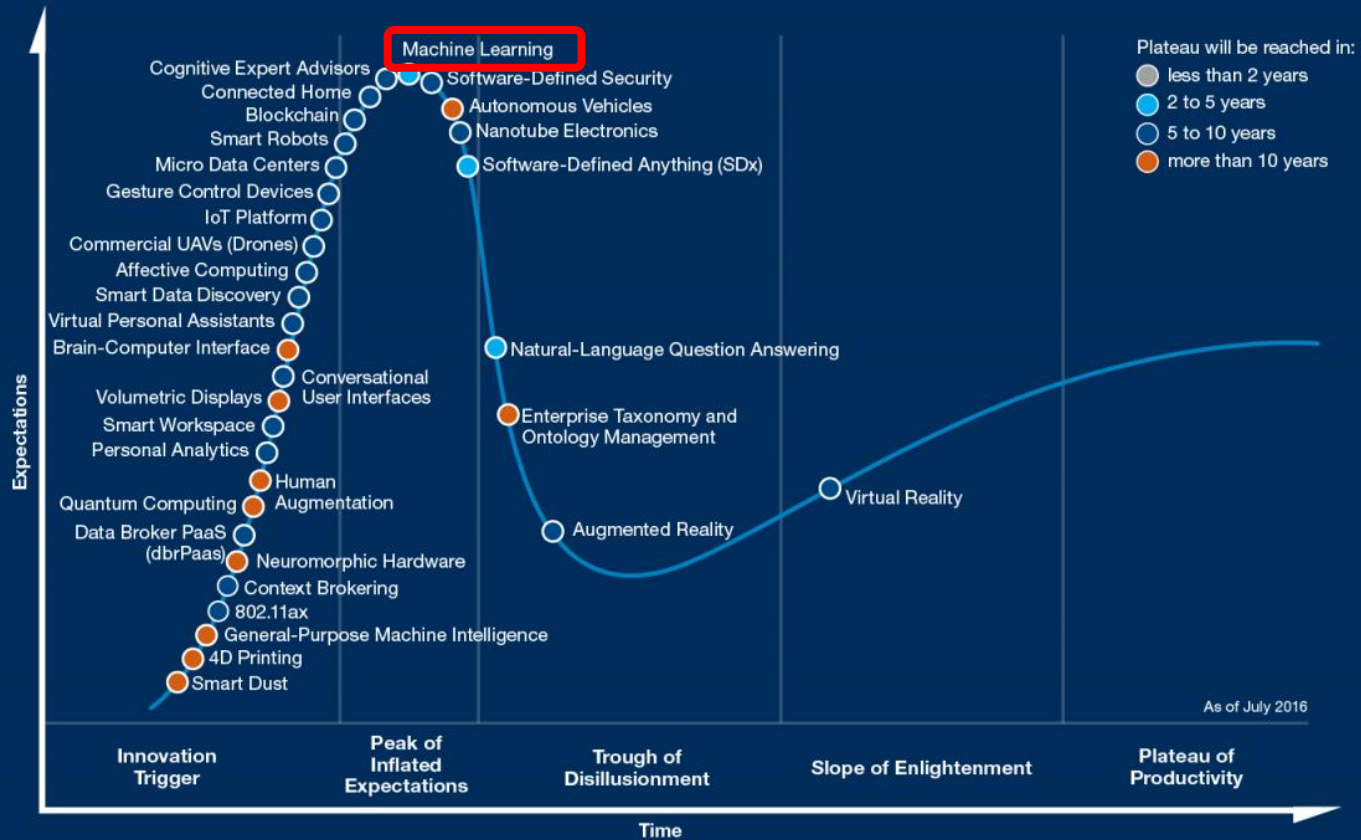 Machine Learning
Cognitive Expert Advisors
Software-Defined Security
Connected Home
Autonomous Vehicles
Blockchain
Nanotube Electronics
Smart Robots
Micro Data Centers
Software-Defined Anything (SDx)
Gesture Control Devices
IoT Platform
Commercial UAVs (Drones)
Affective Computing
Smart Data Discovery
Virtual Personal Assistants
Brain-Computer Interface
Natural-Language Question Answering
Conversational
User Interfaces
Volumetric Displays
Enterprise Taxonomy and
Ontology Management
Smart Workspace
Personal Analytics
Human
Augmentation
Quantum Computing
Data Broker PaaS
(dbrPaas)
Neuromorphic Hardware
Augmented Reality
Virtual Reality
Context Brokering
802.11ax
General-Purpose Machine Intelligence
4D Printing
Smart Dust
Plateau will be reached in:
less than 2 years
2 to 5 years
5 to 10 years
more than 10 years
Expectations
As of July 2016
Innovation
Trigger
Peak of
Inflated
Expectations
Trough of
Disillusionment
Slope of Enlightenment
Plateau of
Productivity
Time